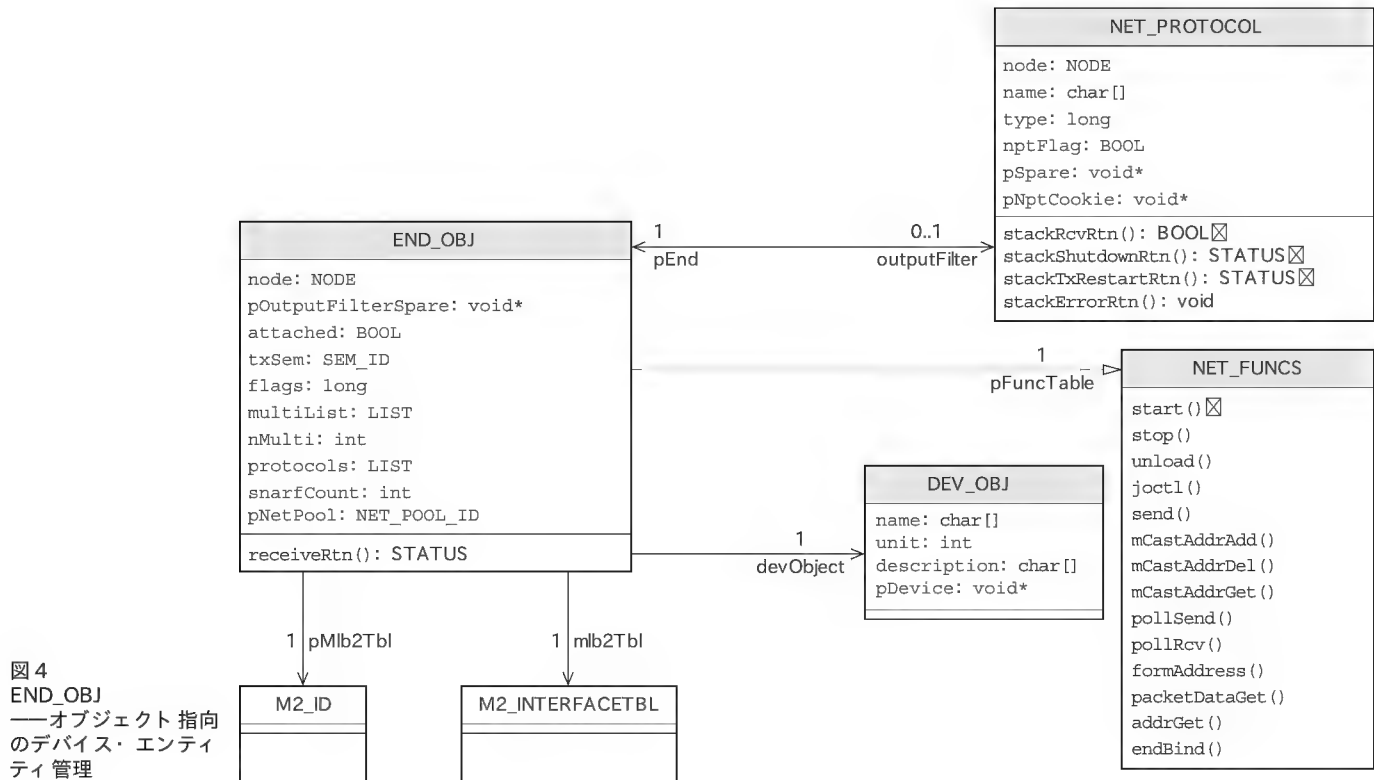 NET_PROTOCOL
node: NODE
name: char[]
type: long
nptFlag: BOOL
pSpare: void*
pNptCookie: void*
stackRcvRtn(): BOOL☒
stackShutdownRtn(): STATUS☒
stackTxRestartRtn(): STATUS☒
stackErrorRtn(): void
1
pEnd
0..1
outputFilter
END_OBJ
node: NODE
pOutputFilterSpare: void*
attached: BOOL
txSem: SEM_ID
flags: long
multiList: LIST
nMulti: int
protocols: LIST
snarfCount: int
pNetPool: NET_POOL_ID
receiveRtn(): STATUS
1
pFuncTable
NET_FUNCS
start()☒
stop()
unload()
joctl()
send()
mCastAddrAdd()
mCastAddrDel()
mCastAddrGet()
pollSend()
pollRcv()
formAddress()
packetDataGet()
addrGet()
endBind()
1
devObject
DEV_OBJ
name: char[]
unit: int
description: char[]
pDevice: void*
1 pMlb2Tbl
1 mlb2Tbl
M2_ID
M2_INTERFACETBL
図4
END_OBJ
――オブジェクト指向
のデバイス・エンティ
ティ管理